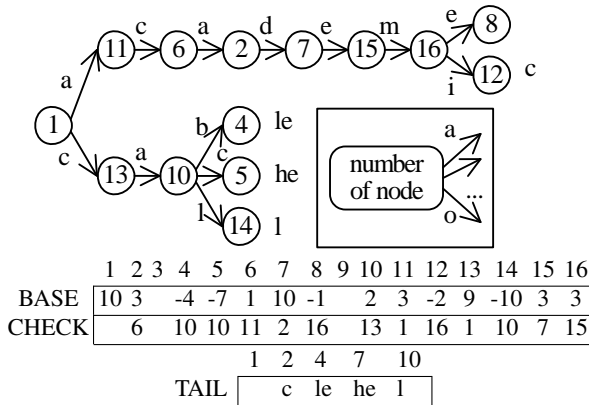 11 c 6 a 2 d 7 e 15 m 16 e 8
i 12 c
a
1
c 13 a 10 b 4 le
c 5 he
l 14 l
number of node
a
...
o
1 2 3 4 5 6 7 8 9 10 11 12 13 14 15 16
BASE 10 3 -4 -7 1 10 -1 2 3 -2 9 -10 3 3
CHECK 6 10 10 11 2 16 13 1 16 1 10 7 15
1 2 4 7 10
TAIL c le he l